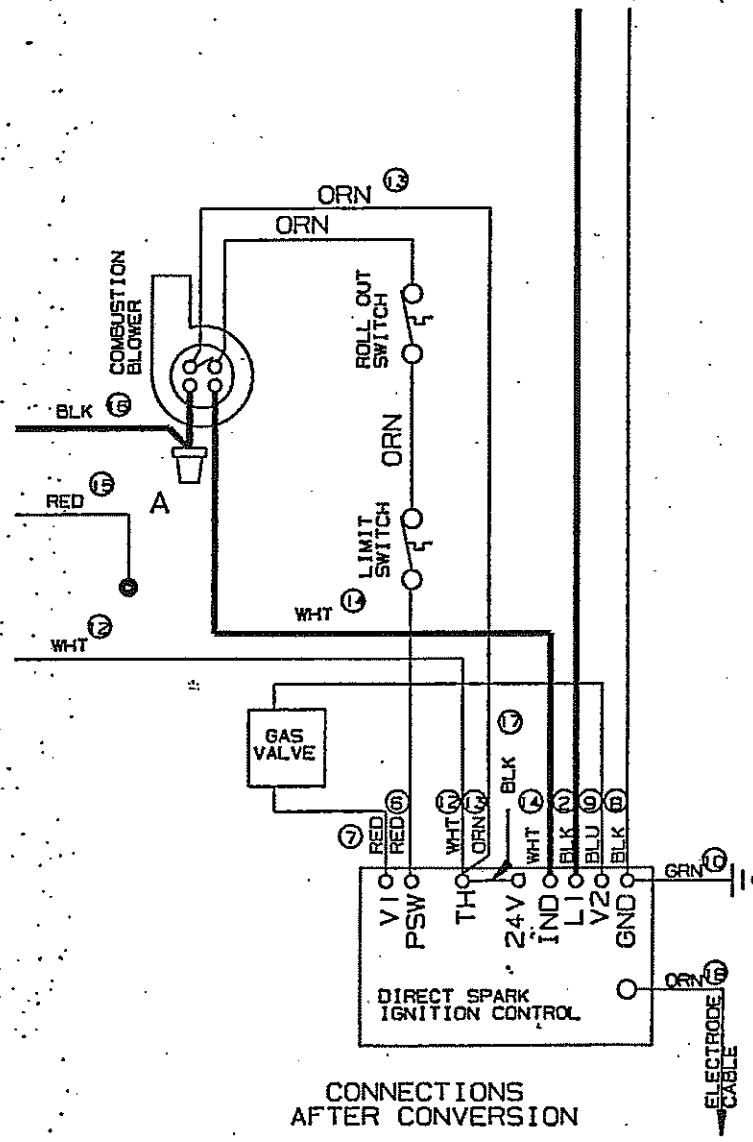 ORN 13
ORN
COMBUSTION
BLOWER
ROLL OUT
SWITCH
BLK 16
ORN
RED 15
A
LIMIT
SWITCH
WHT 14
WHT 12
GAS
VALVE
17
BLK
7 RED
6 RED
12 WHT
13 ORN
14 WHT
2 BLK
9 BLU
8 BLK
GRN 10
V1
PSW
TH
24V
IND
L1
V2
GND
DIRECT SPARK
IGNITION CONTROL
ORN 18
ELECTRODE
CABLE
CONNECTIONS
AFTER CONVERSION